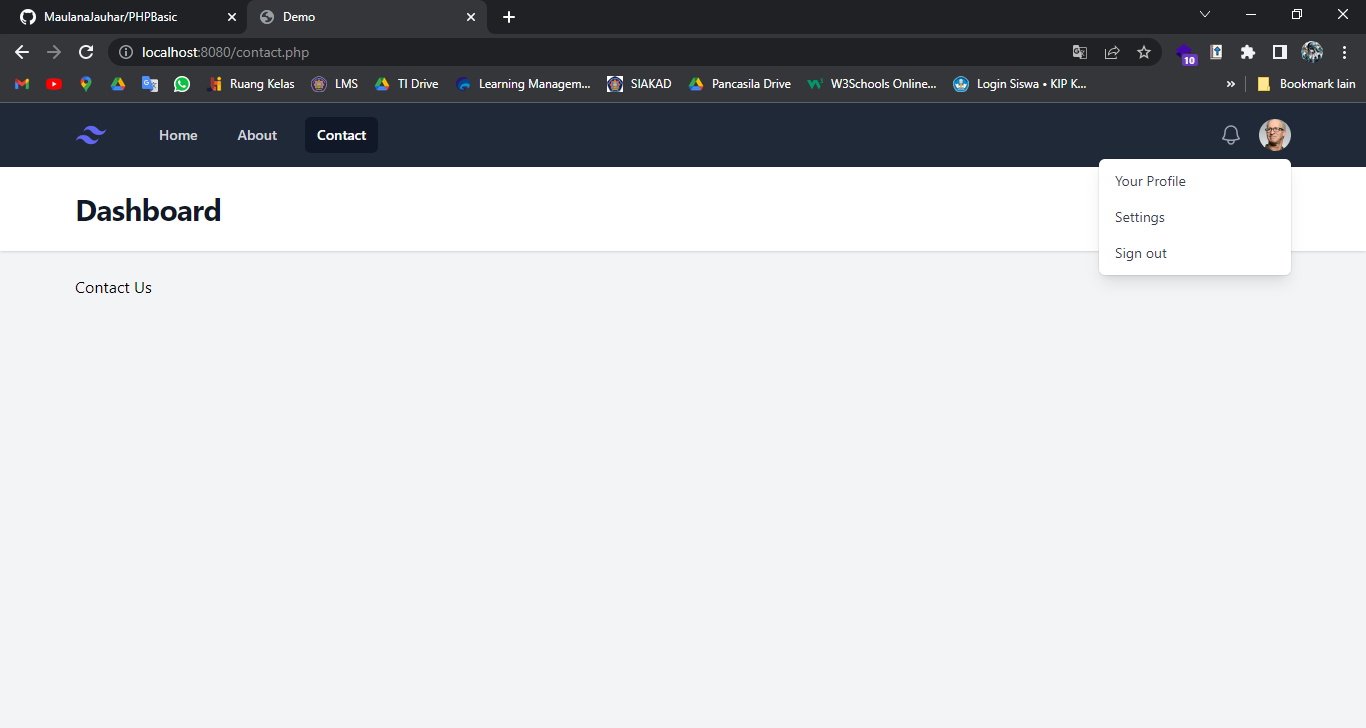 MaulanaJauhar/PHPBasic
Demo
localhost:8080/contact.php
10
Ruang Kelas
LMS
TI Drive
Learning Managem...
SIAKAD
Pancasila Drive
W3Schools Online...
Login Siswa • KIP K...
»
Bookmark lain
Home
About
Contact
Your Profile
Settings
Sign out
Dashboard
Contact Us